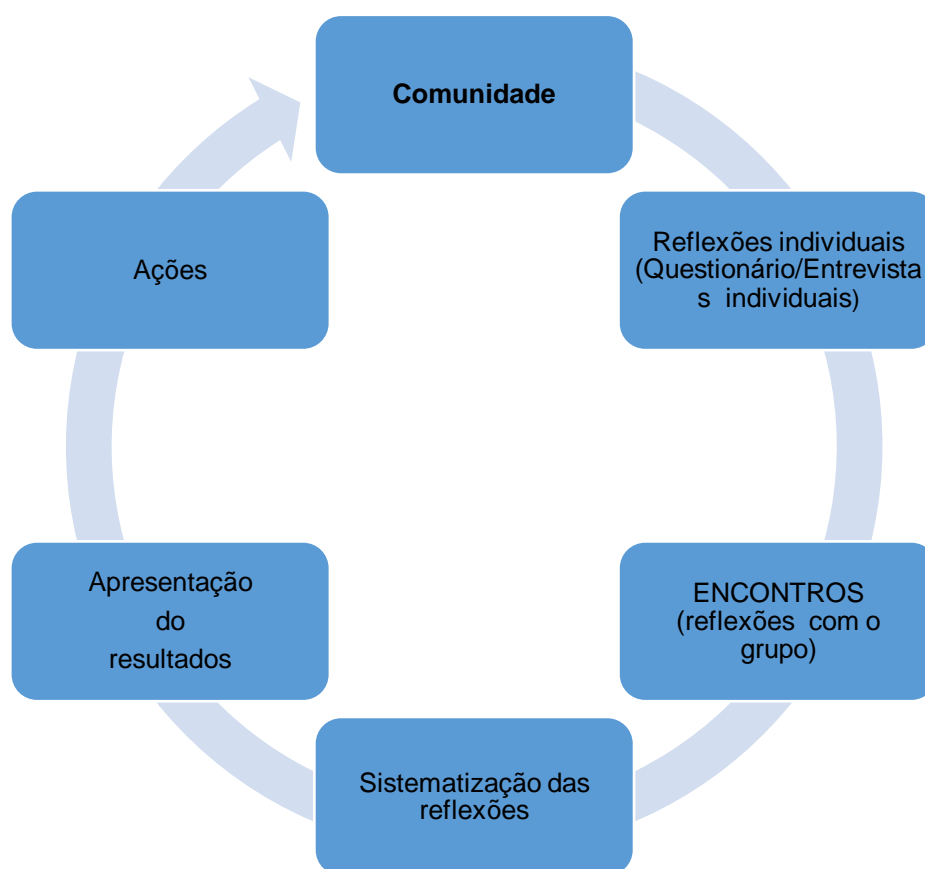 Comunidade
Reflexões individuais
(Questionário/Entrevista
s individuais)
ENCONTROS
(reflexões com o
grupo)
Sistematização das
reflexões
Apresentação
do
resultados
Ações